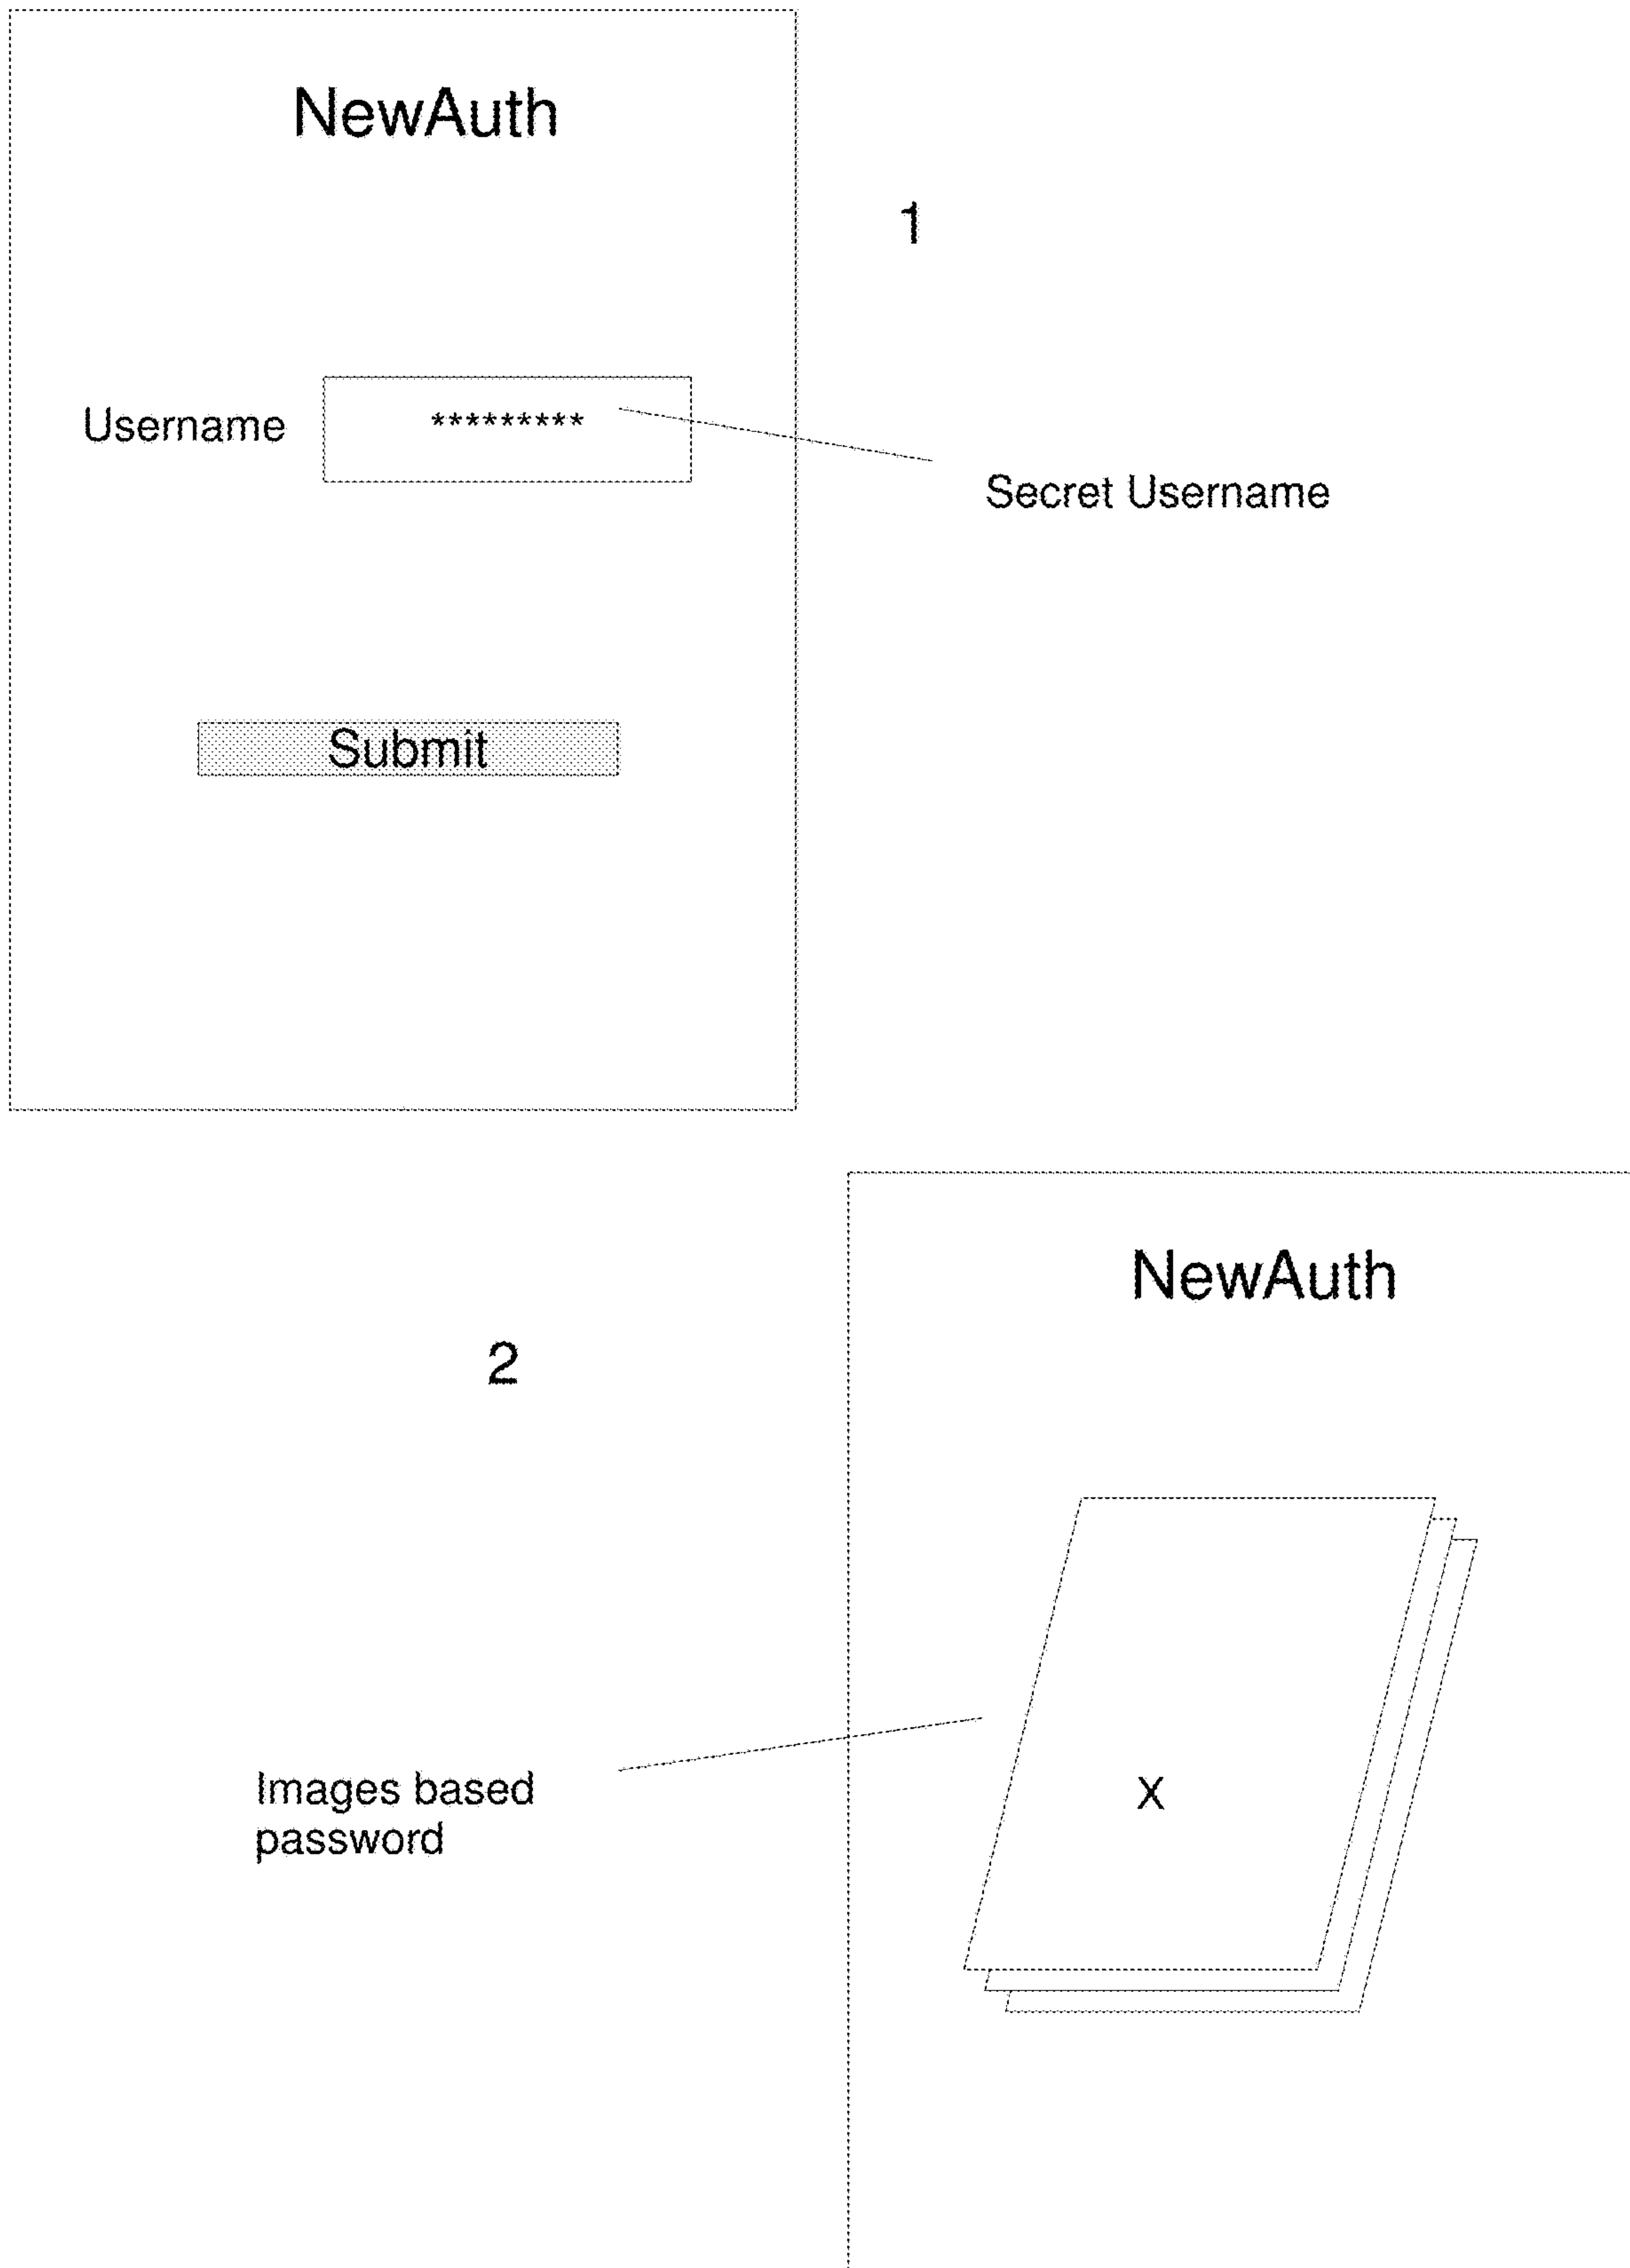 NewAuth
1
Username
*********
Secret Username
Submit
NewAuth
2
Images based
password
X